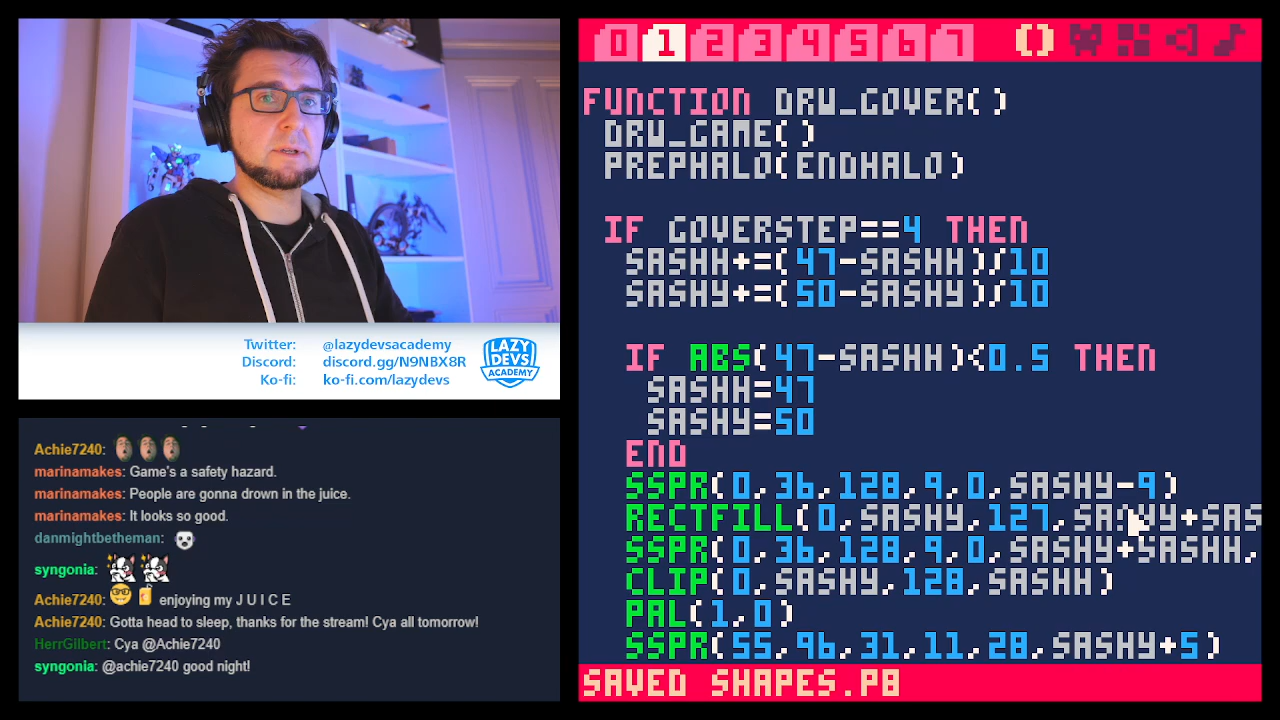 Twitter: @lazydevsacademy
Discord: discord.gg/N9NBX8R
Ko-fi: ko-fi.com/lazydevs
LAZY
DEVS
ACADEMY
Achie7240:
marinamakes: Game's a safety hazard.
marinamakes: People are gonna drown in the juice.
marinamakes: It looks so good.
danmightbetheman:
syngonia:
Achie7240: enjoying my J U I C E
Achie7240: Gotta head to sleep, thanks for the stream! Cya all tomorrow!
HerrGIlbert: Cya @Achie7240
syngonia: @achie7240 good night!
0 1 2 3 4 5 6 7 ()
FUNCTION DRW_GOVER()
DRW_GAME()
PREPHALO(ENDHALO)
IF GOVERSTEP==4 THEN
SASHH+=(47-SASHH)/10
SASHY+=(50-SASHY)/10
IF ABS(47-SASHH)<0.5 THEN
SASHH=47
SASHY=50
END
SSPR(0,36,128,9,0,SASHY-9)
RECTFILL(0,SASHY,127,SASHY+SAS
SSPR(0,36,128,9,0,SASHY+SASHH,
CLIP(0,SASHY,128,SASHH)
PAL(1,0)
SSPR(55,96,31,11,28,SASHY+5)
SAVED SHAPES.P8